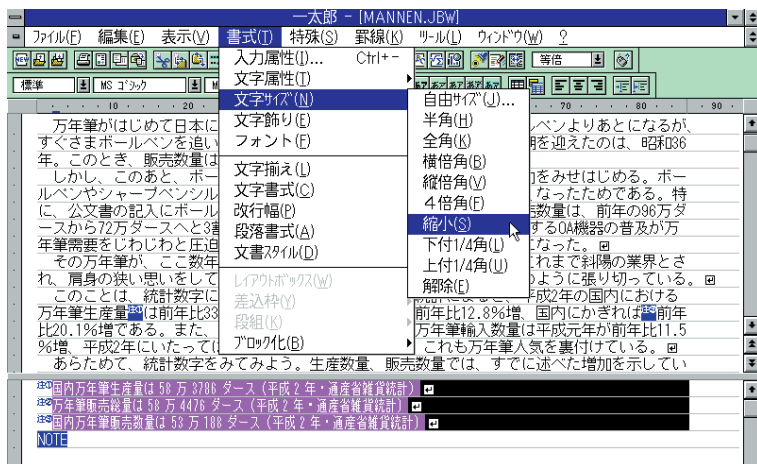 一太郎 - [MANNEN.JBW]
ファイル(F) 編集(E) 表示(V) 書式(T) 特殊(S) 罫線(K) ツール(L) ウィンドウ(W) ?
等倍
標準 MS ゴシック
入力属性(I)... Ctrl+-
文字属性(T)
文字サイズ(N)
文字飾り(E)
フォント(F)
文字揃え(L)
文字書式(C)
改行幅(P)
段落書式(A)
文書スタイル(D)
レイアウトボックス(W)
差込枠(Y)
段組(K)
ブロック化(B)
自由サイズ(J)...
半角(H)
全角(K)
横倍角(B)
縦倍角(V)
4倍角(F)
縮小(S)
下付1/4角(L)
上付1/4角(U)
解除(E)
10 20 70 80 90
万年筆がはじめて日本に ルペンよりあとになるが、
すぐさまボールペンを追い 期を迎えたのは、昭和36
年。このとき、販売数量は
しかし、このあと、ボー をみせはじめる。ボー
ルペンやシャープペンシル なったためである。特
に、公文書の記入にボール 売数量は、前年の96万ダ
ースから72万ダースへと3割 するOA機器の普及が万
年筆需要をじわじわと圧迫 になった。
その万年筆が、ここ数年 れまで斜陽の業界とさ
れ、肩身の狭い思いをして のように張り切っている。
このことは、統計数字に 平成2年の国内における
万年筆生産量注1は前年比33 前年比12.8%増、国内にかぎれば注3前年
比20.1%増である。また、 万年筆輸入数量は平成元年が前年比11.5
%増、平成2年にいたっては これも万年筆人気を裏付けている。
あらためて、統計数字をみてみよう。生産数量、販売数量では、すでに述べた増加を示してい
注1国内万年筆生産量は 58 万 3786 ダース（平成 2 年・通産省雑貨統計）
注2万年筆販売総量は 58 万 4476 ダース（平成 2 年・通産省雑貨統計）
注3国内万年筆販売数量は 53 万 188 ダース（平成 2 年・通産省雑貨統計）
NOTE